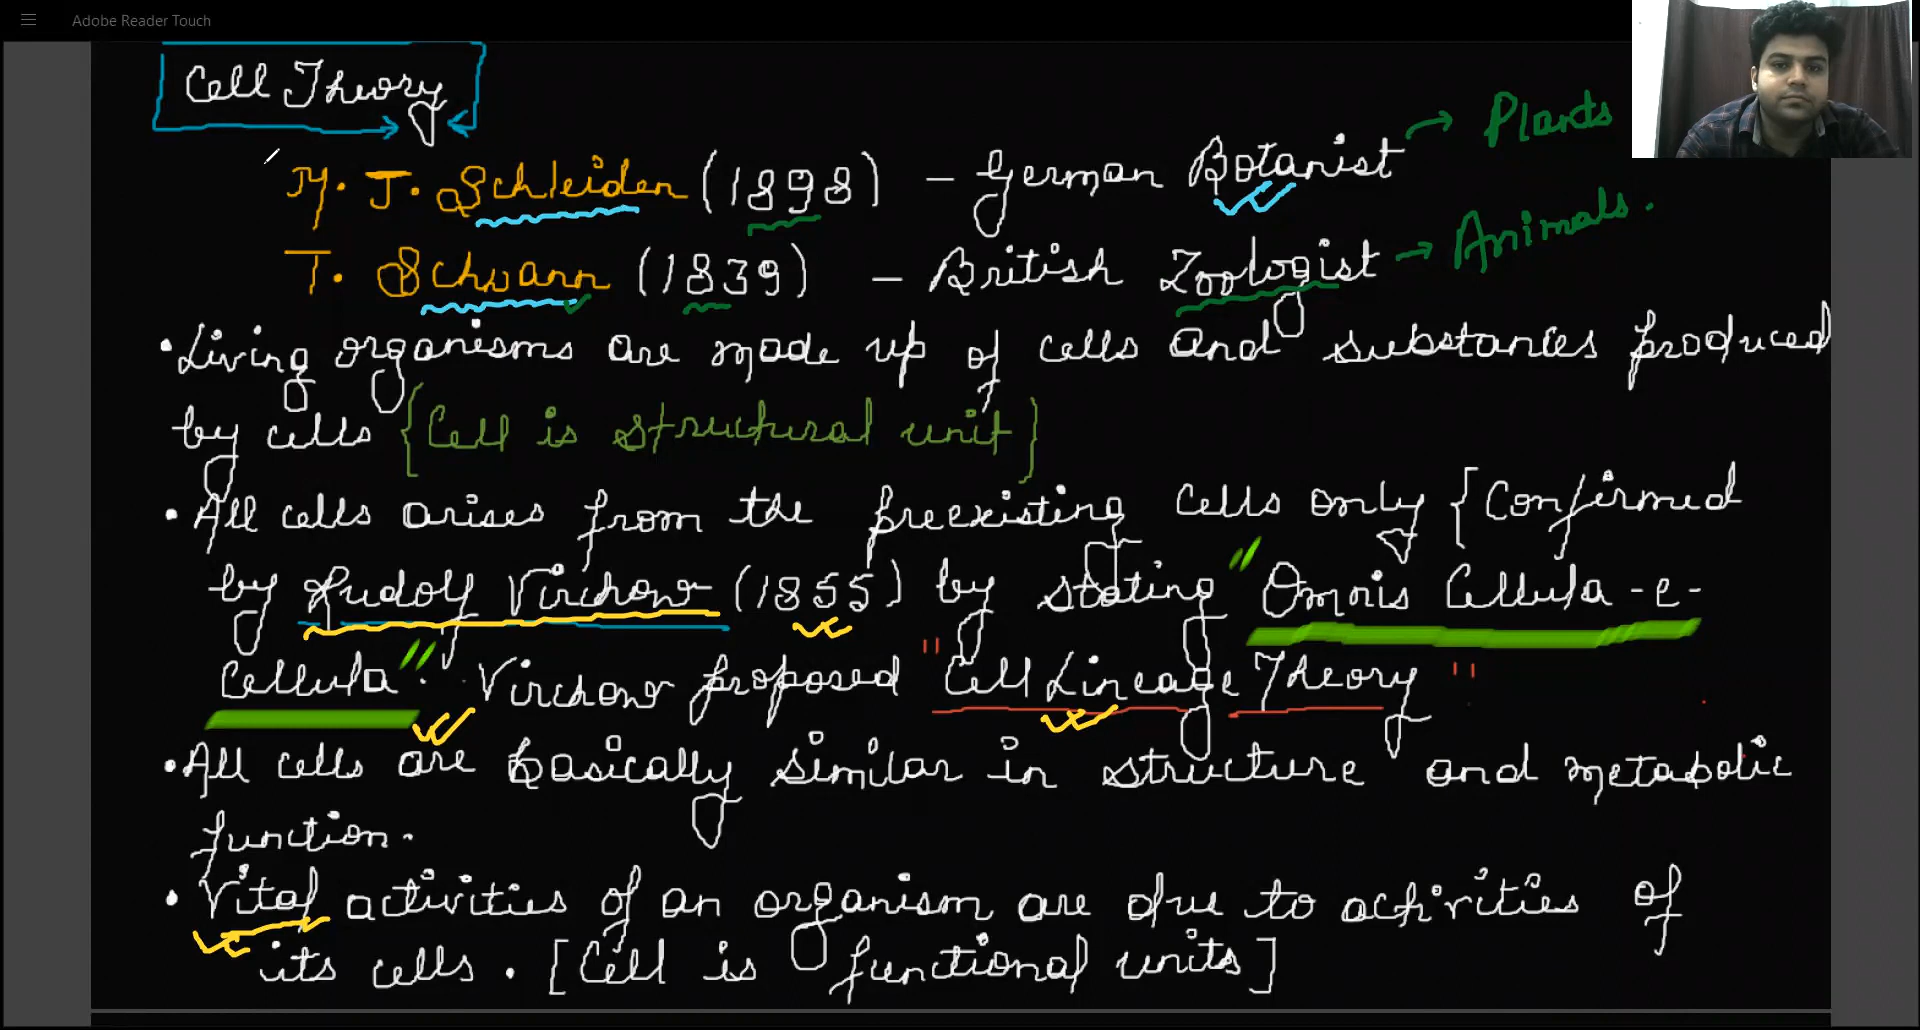 Adobe Reader Touch
Cell Theory
M. J. Schleiden (1898) - German Botanist → Plants
T. Schwann (1839) - British Zoologist → Animals.
• Living organisms are made up of cells and substances produced
by cells {Cell is structural unit}
• All cells arises from the preexisting cells only {Confirmed
by Rudolf Virchow (1855) by stating "Omnis Cellula-e-
Cellula". Virchow proposed "Cell Lineage Theory"
• All cells are basically similar in structure and metabolic
function.
• Vital activities of an organism are due to activities of
its cells. [Cell is functional units]